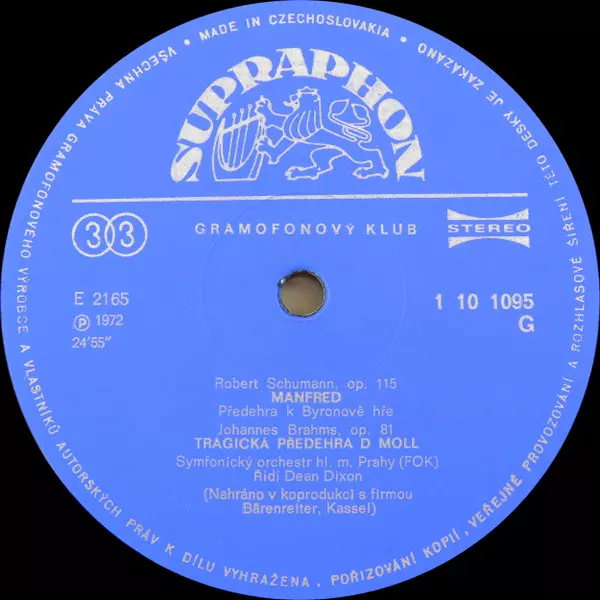 MADE IN CZECHOSLOVAKIA • VŠECHNA PRÁVA GRAMOFONOVÉHO VÝROBCE A VLASTNÍKŮ AUTORSKÝCH PRÁV K DÍLU VYHRAŽENA. POŘIZOVÁNÍ KOPIÍ, VEŘEJNÉ PROVOZOVÁNÍ A ROZHLASOVÉ ŠÍŘENÍ TÉTO DESKY JE ZAKÁZÁNO •
SUPRAPHON
33
GRAMOFONOVÝ KLUB
STEREO
E 2165
1 10 1095
Ⓟ 1972
G
24'55"
Robert Schumann, op. 115
MANFRED
Předehra k Byronově hře
Johannes Brahms, op. 81
TRAGICKÁ PŘEDEHRA D MOLL
Symfonický orchestr hl. m. Prahy (FOK)
Řídí Dean Dixon
(Nahráno v koprodukci s firmou
Bärenreiter, Kassel)